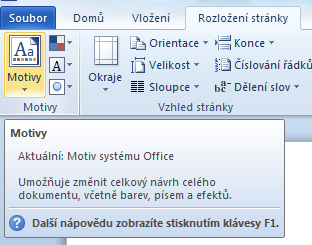 Soubor Domů Vložení Rozložení stránky
Motivy
Okraje
Orientace
Velikost
Sloupce
Konce
Číslování řádků
Dělení slov
Motivy Vzhled stránky
Motivy
Aktuální: Motiv systému Office
Umožňuje změnit celkový návrh celého
dokumentu, včetně barev, písem a efektů.
Další nápovědu zobrazíte stisknutím klávesy F1.